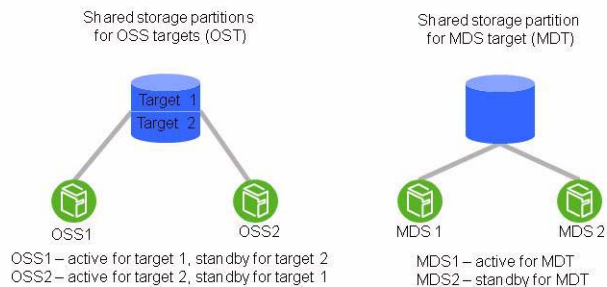 Shared storage partitions
for OSS targets (OST)
Target 1
Target 2
OSS1
OSS2
OSS1 – active for target 1, standby for target 2
OSS2 – active for target 2, standby for target 1
Shared storage partition
for MDS target (MDT)
MDS 1
MDS 2
MDS1 – active for MDT
MDS2 – standby for MDT